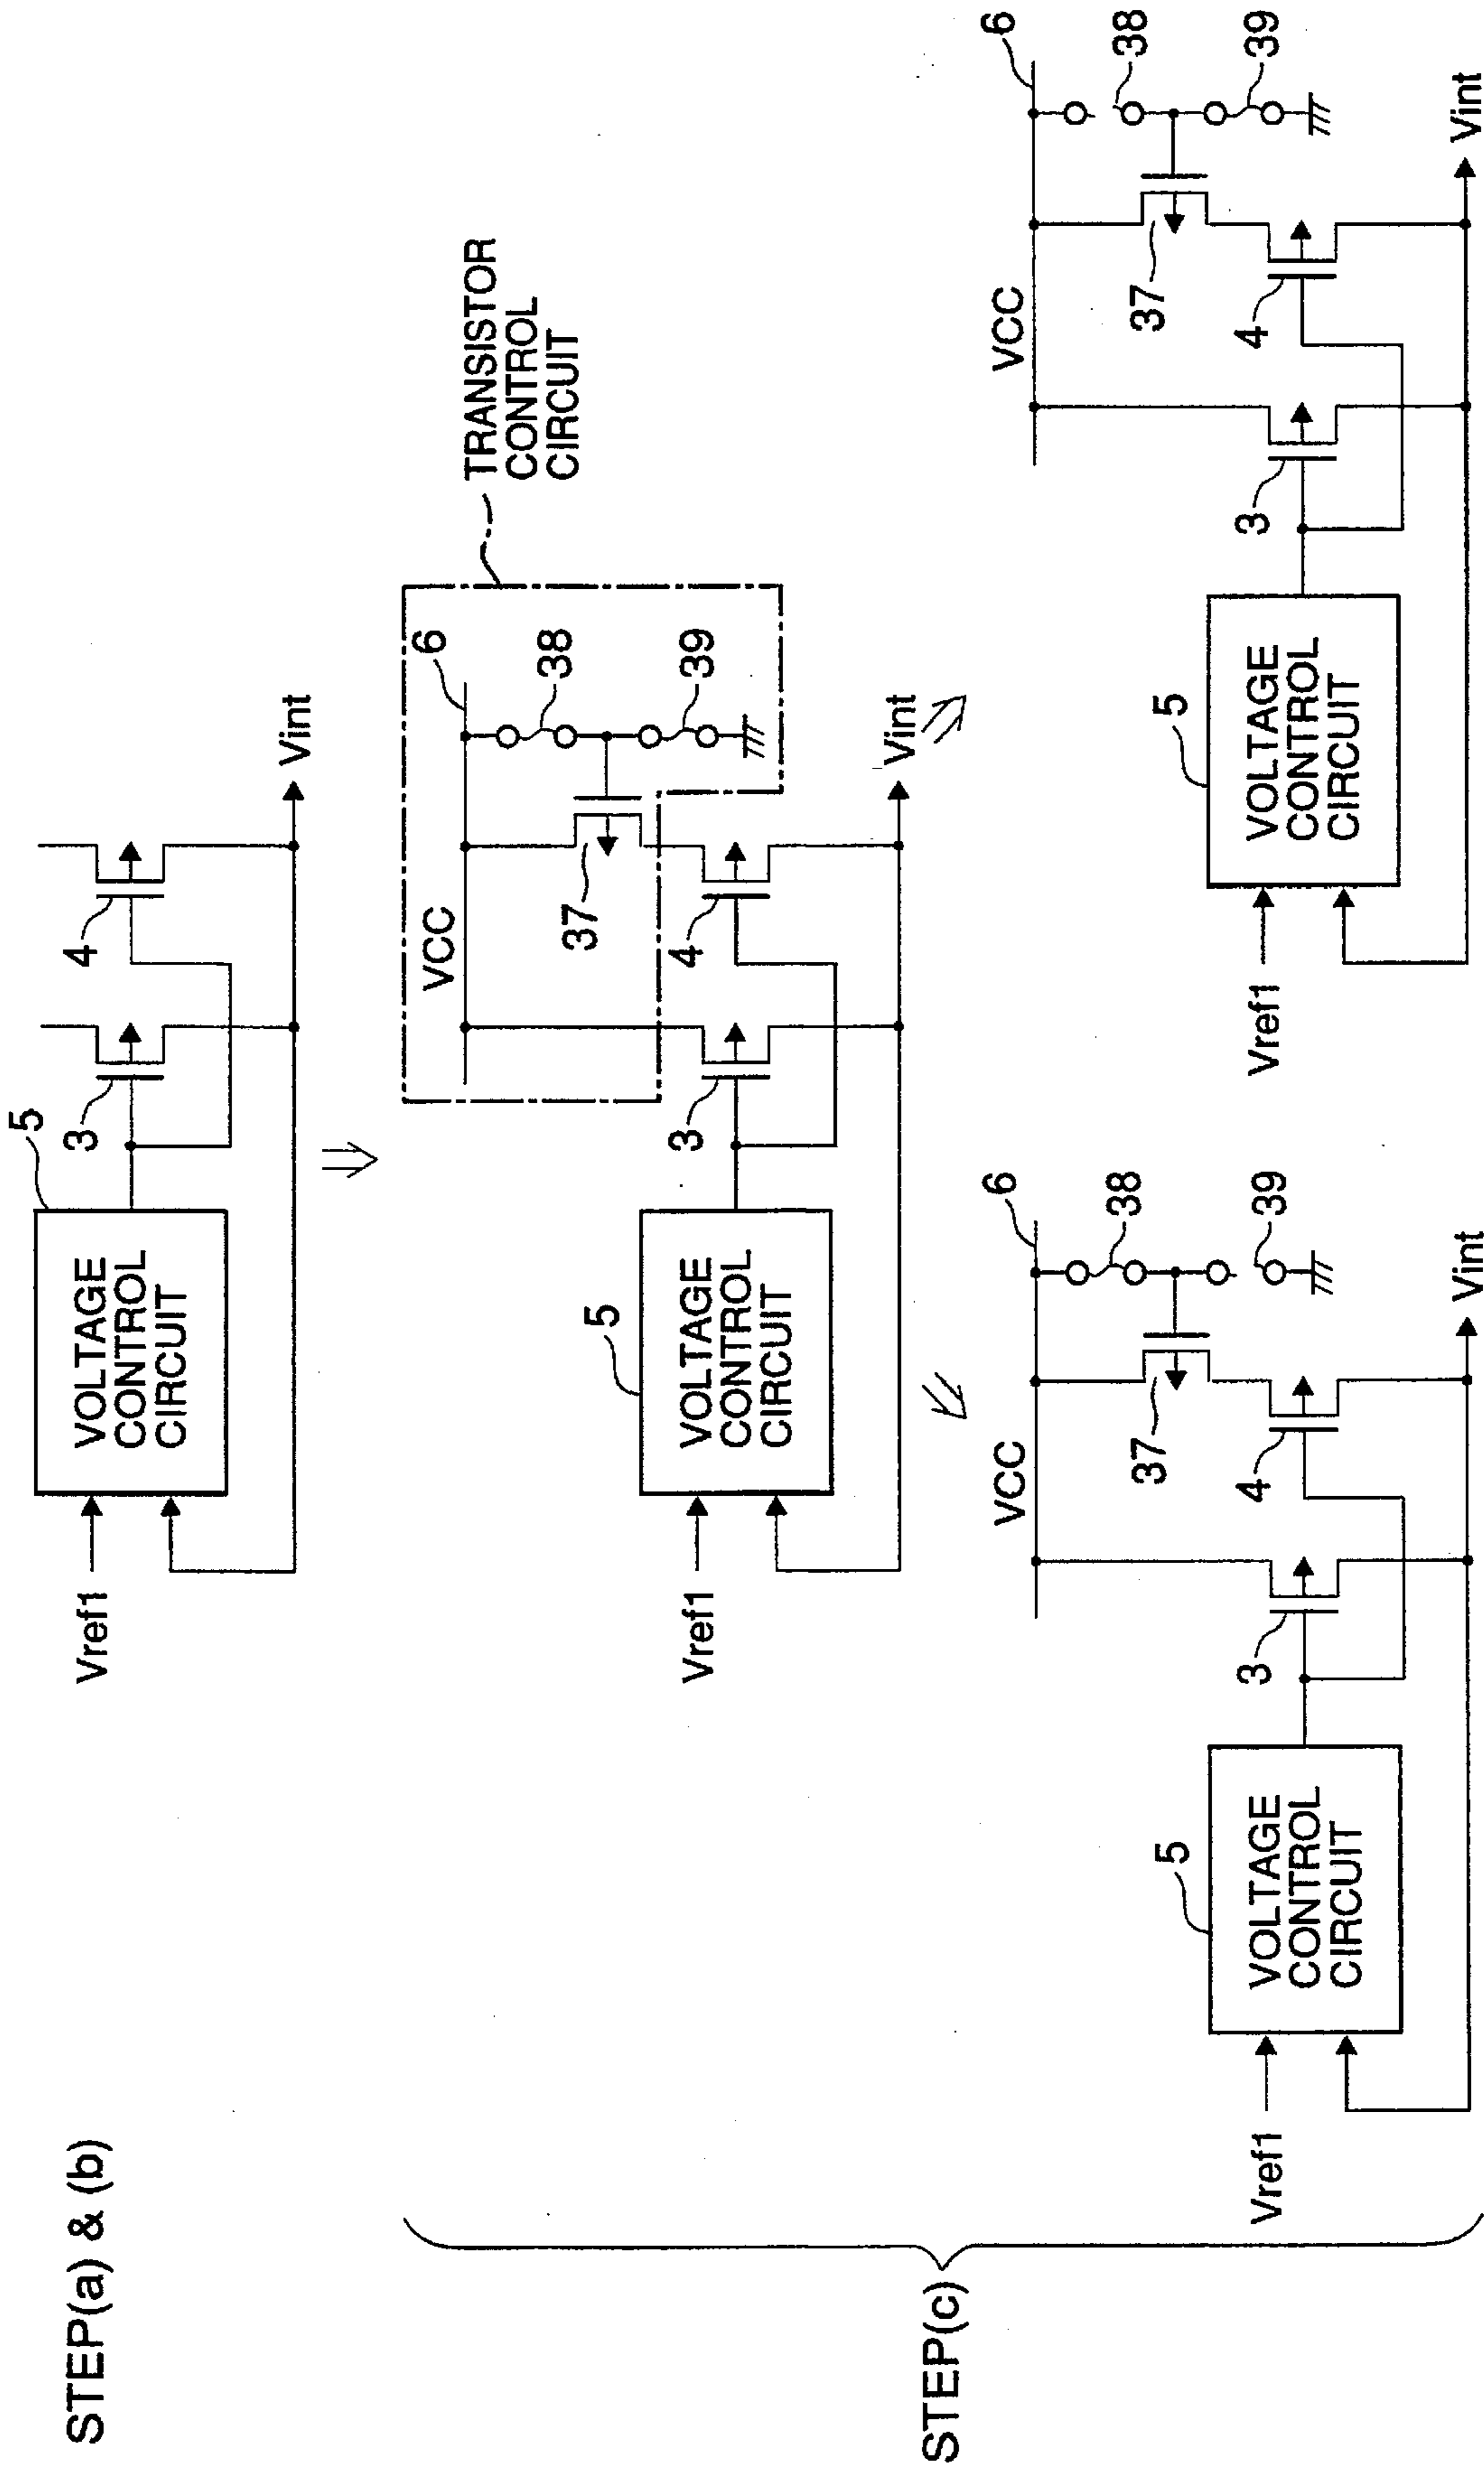 STEP(a) & (b)
Vref1
VOLTAGE
CONTROL
CIRCUIT
5
3
4
Vint
TRANSISTOR
CONTROL
CIRCUIT
VCC
6
37
38
39
Vref1
VOLTAGE
CONTROL
CIRCUIT
5
3
4
Vint
STEP(c)
VCC
6
37
38
39
Vref1
VOLTAGE
CONTROL
CIRCUIT
5
3
4
Vint
VCC
6
37
38
39
Vref1
VOLTAGE
CONTROL
CIRCUIT
5
3
4
Vint